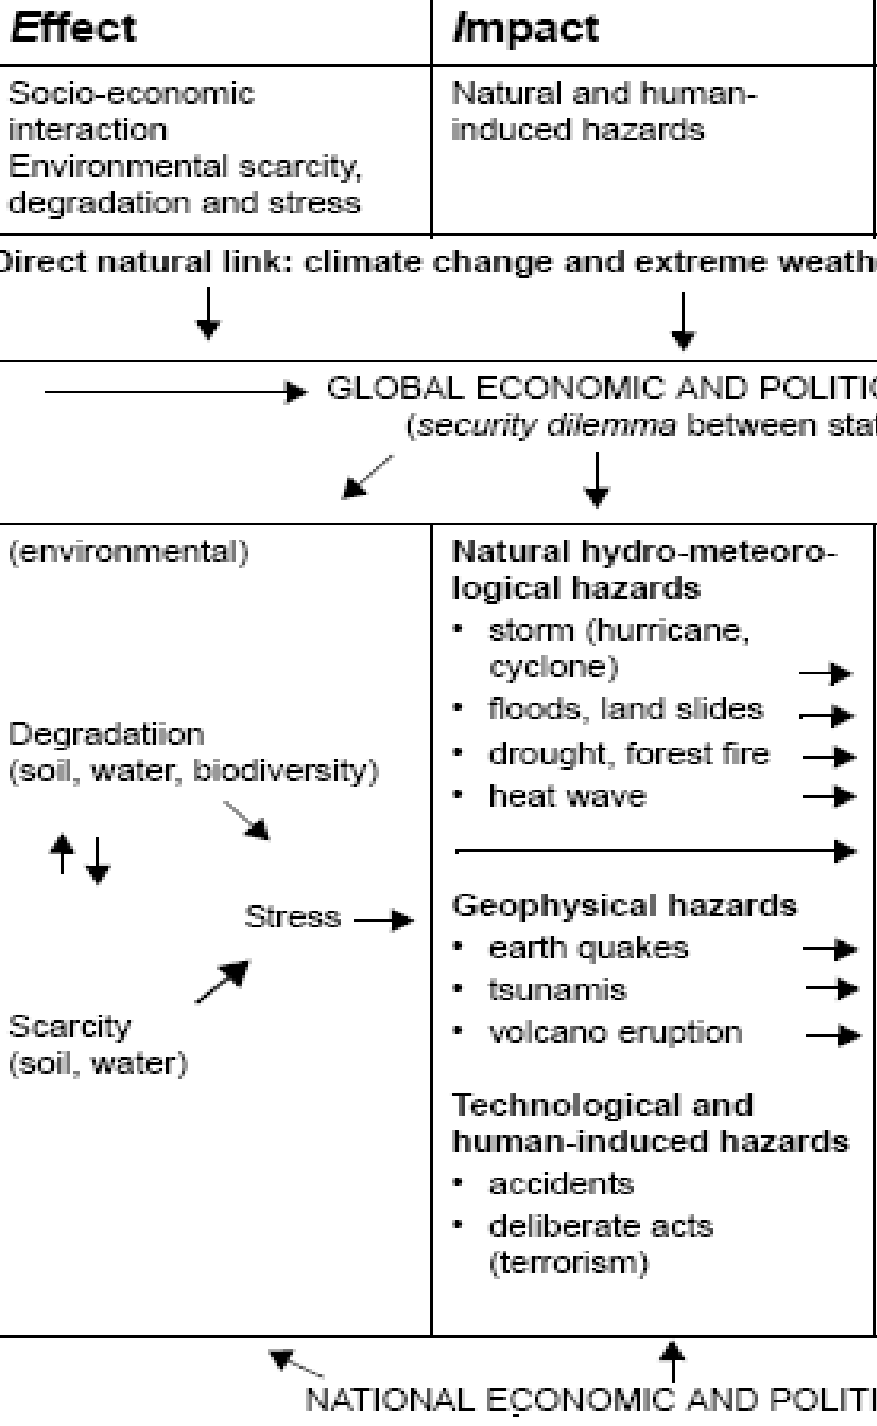 Effect
Impact
Socio-economic
interaction
Environmental scarcity,
degradation and stress
Natural and human-
induced hazards
Direct natural link: climate change and extreme weath
GLOBAL ECONOMIC AND POLITIC
(security dilemma between stat
(environmental)
Degradatiion
(soil, water, biodiversity)
Stress
Scarcity
(soil, water)
Natural hydro-meteoro-
logical hazards
• storm (hurricane,
cyclone)
• floods, land slides
• drought, forest fire
• heat wave
Geophysical hazards
• earth quakes
• tsunamis
• volcano eruption
Technological and
human-induced hazards
• accidents
• deliberate acts
(terrorism)
NATIONAL ECONOMIC AND POLITI